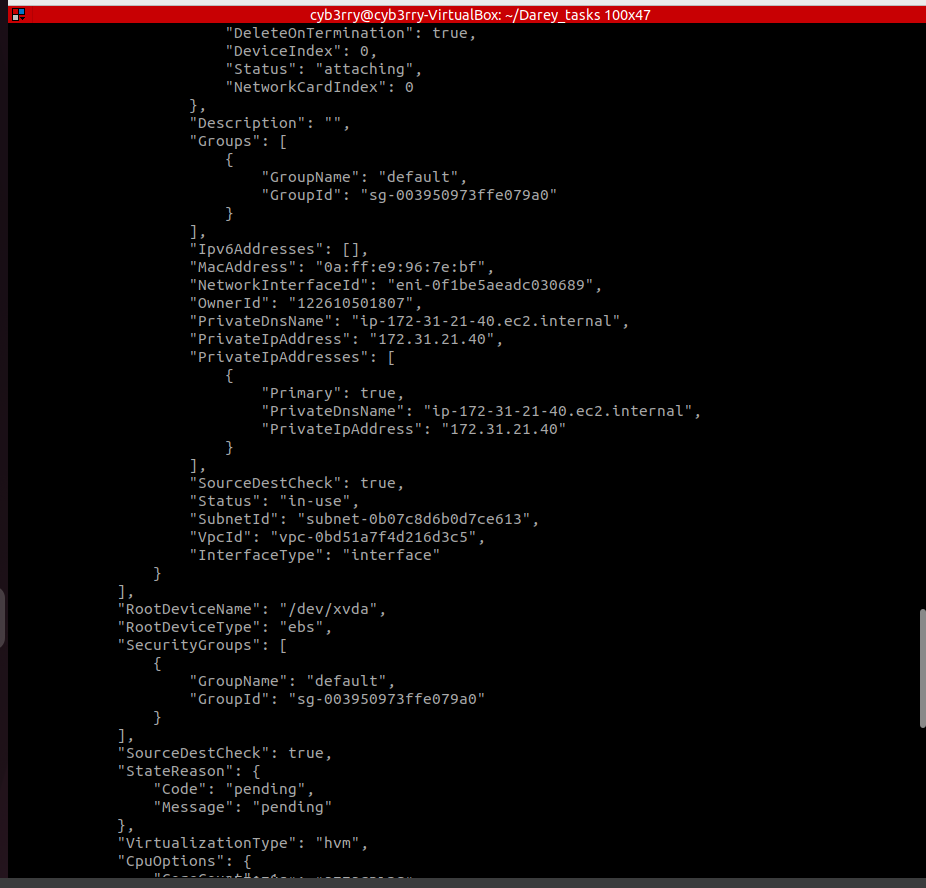 cyb3rry@cyb3rry-VirtualBox: ~/Darey_tasks 100x47
"DeleteOnTermination": true,
"DeviceIndex": 0,
"Status": "attaching",
"NetworkCardIndex": 0
},
"Description": "",
"Groups": [
{
"GroupName": "default",
"GroupId": "sg-003950973ffe079a0"
}
],
"Ipv6Addresses": [],
"MacAddress": "0a:ff:e9:96:7e:bf",
"NetworkInterfaceId": "eni-0f1be5aeadc030689",
"OwnerId": "122610501807",
"PrivateDnsName": "ip-172-31-21-40.ec2.internal",
"PrivateIpAddress": "172.31.21.40",
"PrivateIpAddresses": [
{
"Primary": true,
"PrivateDnsName": "ip-172-31-21-40.ec2.internal",
"PrivateIpAddress": "172.31.21.40"
}
],
"SourceDestCheck": true,
"Status": "in-use",
"SubnetId": "subnet-0b07c8d6b0d7ce613",
"VpcId": "vpc-0bd51a7f4d216d3c5",
"InterfaceType": "interface"
}
],
"RootDeviceName": "/dev/xvda",
"RootDeviceType": "ebs",
"SecurityGroups": [
{
"GroupName": "default",
"GroupId": "sg-003950973ffe079a0"
}
],
"SourceDestCheck": true,
"StateReason": {
"Code": "pending",
"Message": "pending"
},
"VirtualizationType": "hvm",
"CpuOptions": {